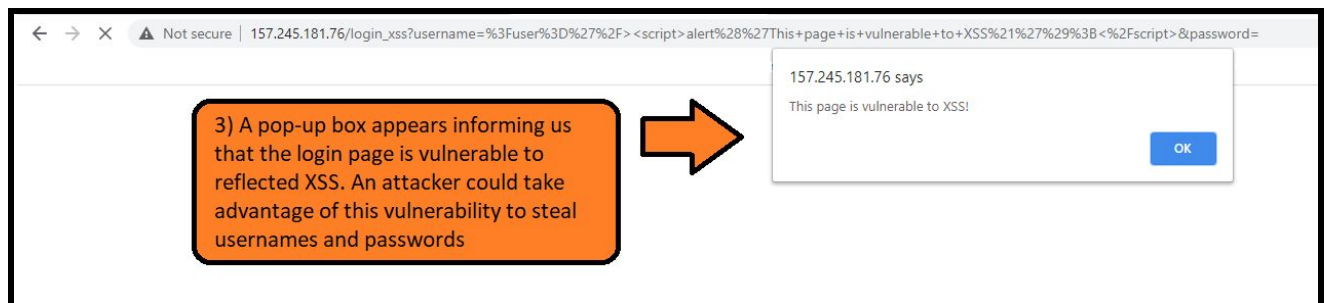 Not secure | 157.245.181.76/login_xss?username=%3Fuser%3D%27%2F><script>alert%28%27This+page+is+vulnerable+to+XSS%21%27%29%3B<%2Fscript>&password=
157.245.181.76 says
This page is vulnerable to XSS!
OK
3) A pop-up box appears informing us
that the login page is vulnerable to
reflected XSS. An attacker could take
advantage of this vulnerability to steal
usernames and passwords